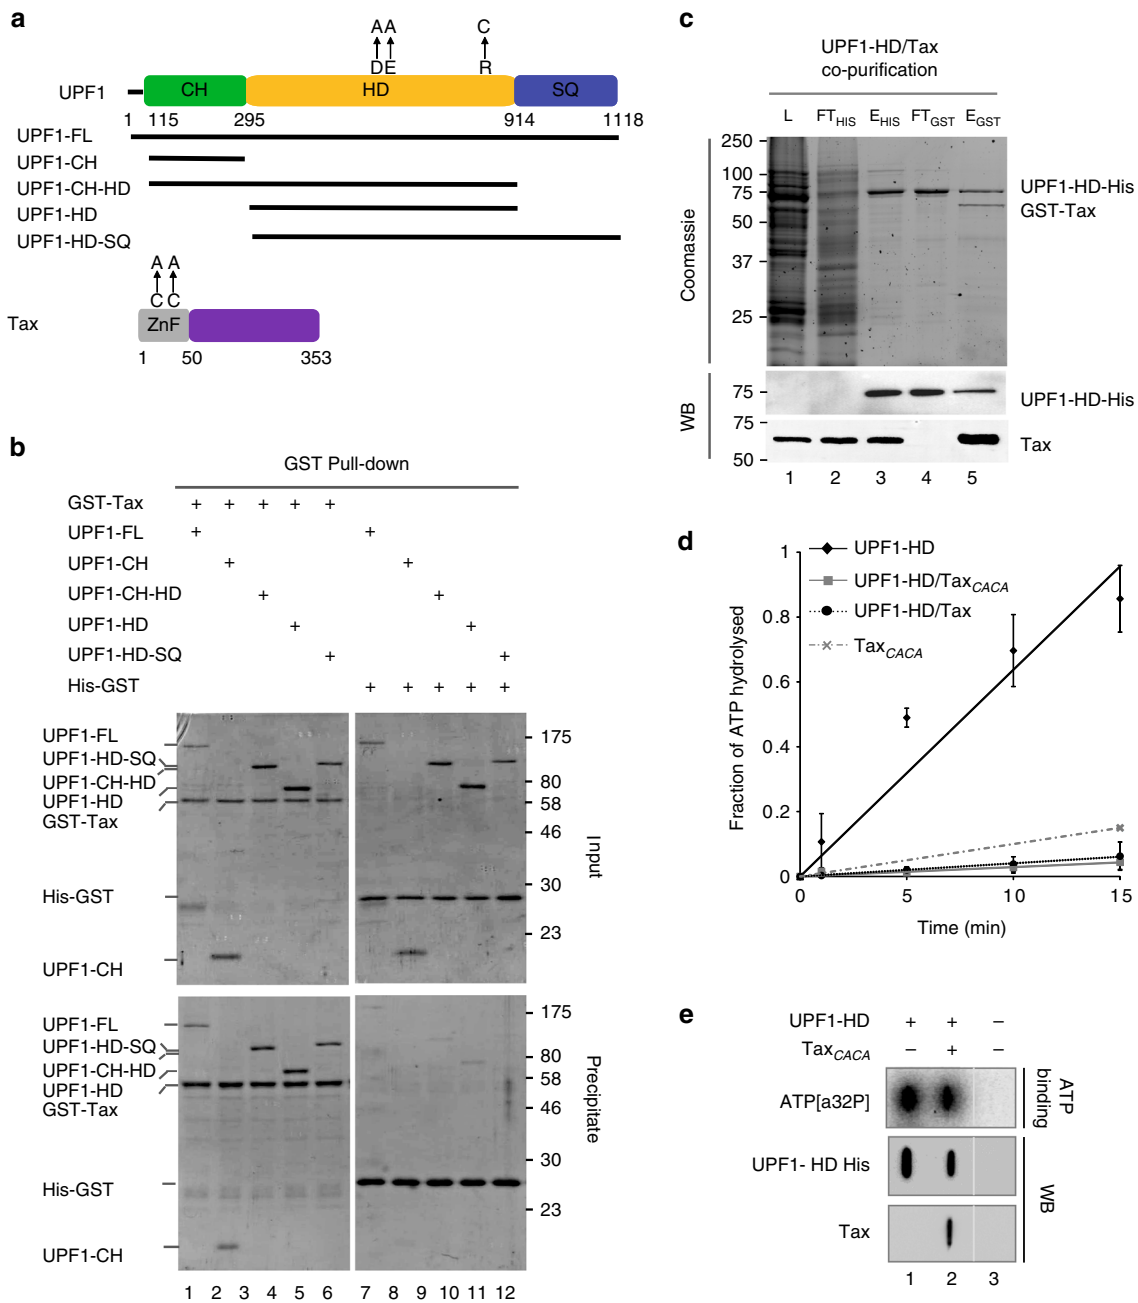 a
AA C
DE R
UPF1 CH HD SQ
1 115 295 914 1118
UPF1-FL
UPF1-CH
UPF1-CH-HD
UPF1-HD
UPF1-HD-SQ
A A
C C
Tax ZnF
1 50 353
b
GST Pull-down
GST-Tax + + + + +
UPF1-FL + +
UPF1-CH + +
UPF1-CH-HD + +
UPF1-HD + +
UPF1-HD-SQ + +
His-GST + + + + +
UPF1-FL
UPF1-HD-SQ
UPF1-CH-HD
UPF1-HD
GST-Tax
His-GST
UPF1-CH
175
80
58
46
30
23
Input
UPF1-FL
UPF1-HD-SQ
UPF1-CH-HD
UPF1-HD
GST-Tax
His-GST
UPF1-CH
175
80
58
46
30
23
Precipitate
1 2 3 4 5 6 7 8 9 10 11 12
c
UPF1-HD/Tax
co-purification
L FTHIS EHIS FTGST EGST
Coomassie
250
100
75
50
37
25
UPF1-HD-His
GST-Tax
WB
75
UPF1-HD-His
75
50
Tax
1 2 3 4 5
d
UPF1-HD
UPF1-HD/TaxCACA
UPF1-HD/Tax
TaxCACA
Fraction of ATP hydrolysed
1
0.8
0.6
0.4
0.2
0
0 5 10 15
Time (min)
e
UPF1-HD + + –
TaxCACA – + –
ATP[a32P]
ATP
binding
UPF1- HD His
Tax
WB
1 2 3